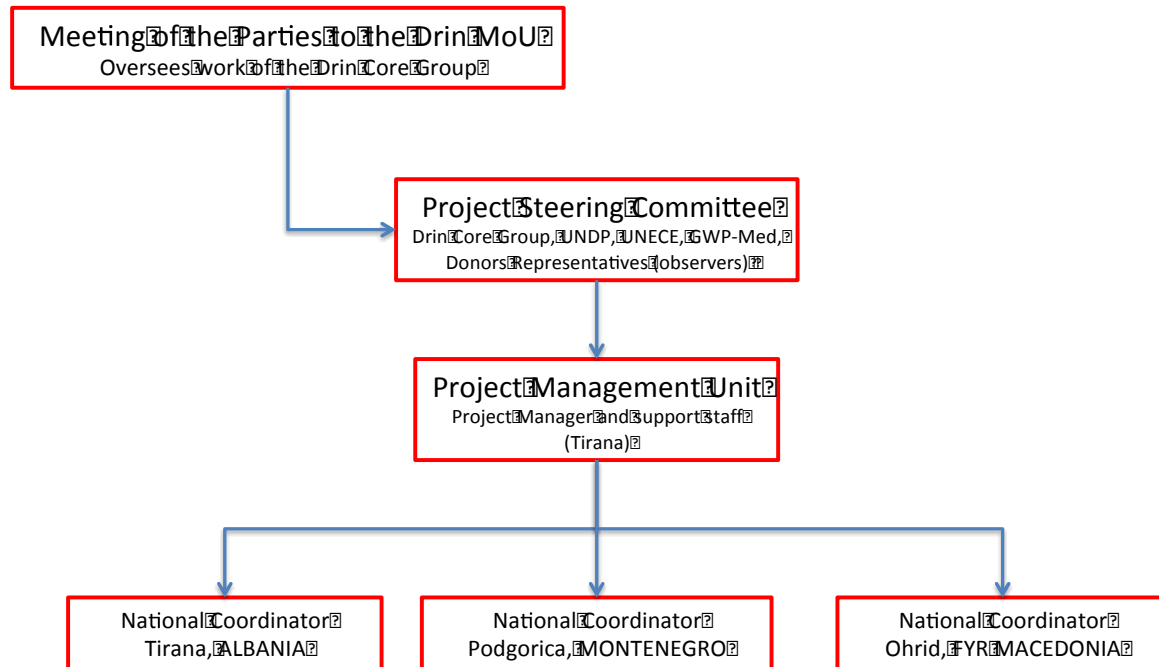 Meeting of the Parties to the Drin MoU
Oversees work of the Drin Core Group
Project Steering Committee
Drin Core Group, UNDP, UNECE, GWP-Med,
Donors Representatives (observers)
Project Management Unit
Project Manager and support staff
(Tirana)
National Coordinator
Tirana, ALBANIA
National Coordinator
Podgorica, MONTENEGRO
National Coordinator
Ohrid, FYR MACEDONIA